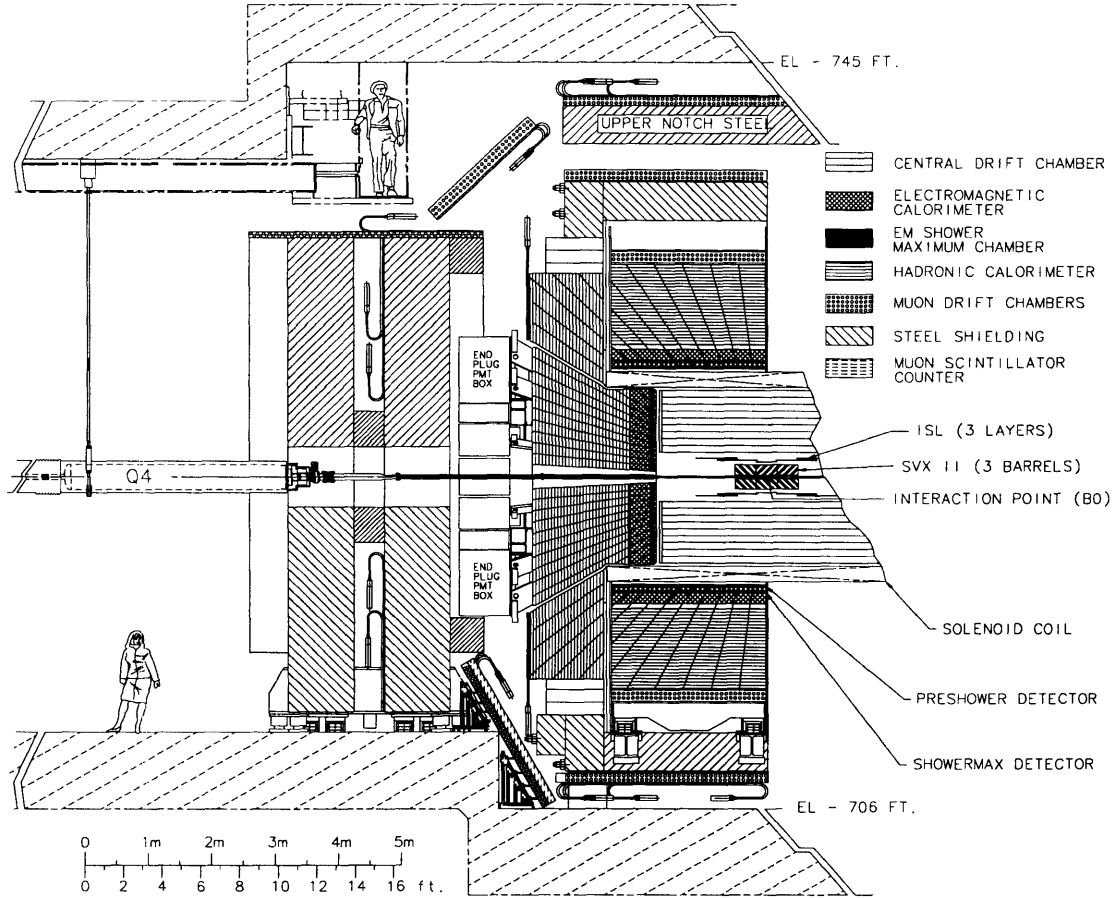 EL - 745 FT.
UPPER NOTCH STEEL
CENTRAL DRIFT CHAMBER
ELECTROMAGNETIC
CALORIMETER
EM SHOWER
MAXIMUM CHAMBER
HADRONIC CALORIMETER
MUON DRIFT CHAMBERS
STEEL SHIELDING
MUON SCINTILLATOR
COUNTER
END
PLUG
PMT
BOX
ISL (3 LAYERS)
SVX II (3 BARRELS)
INTERACTION POINT (B0)
Q4
END
PLUG
PMT
BOX
SOLENOID COIL
PRESHOWER DETECTOR
SHOWERMAX DETECTOR
EL - 706 FT.
0 1m 2m 3m 4m 5m
0 2 4 6 8 10 12 14 16 ft.